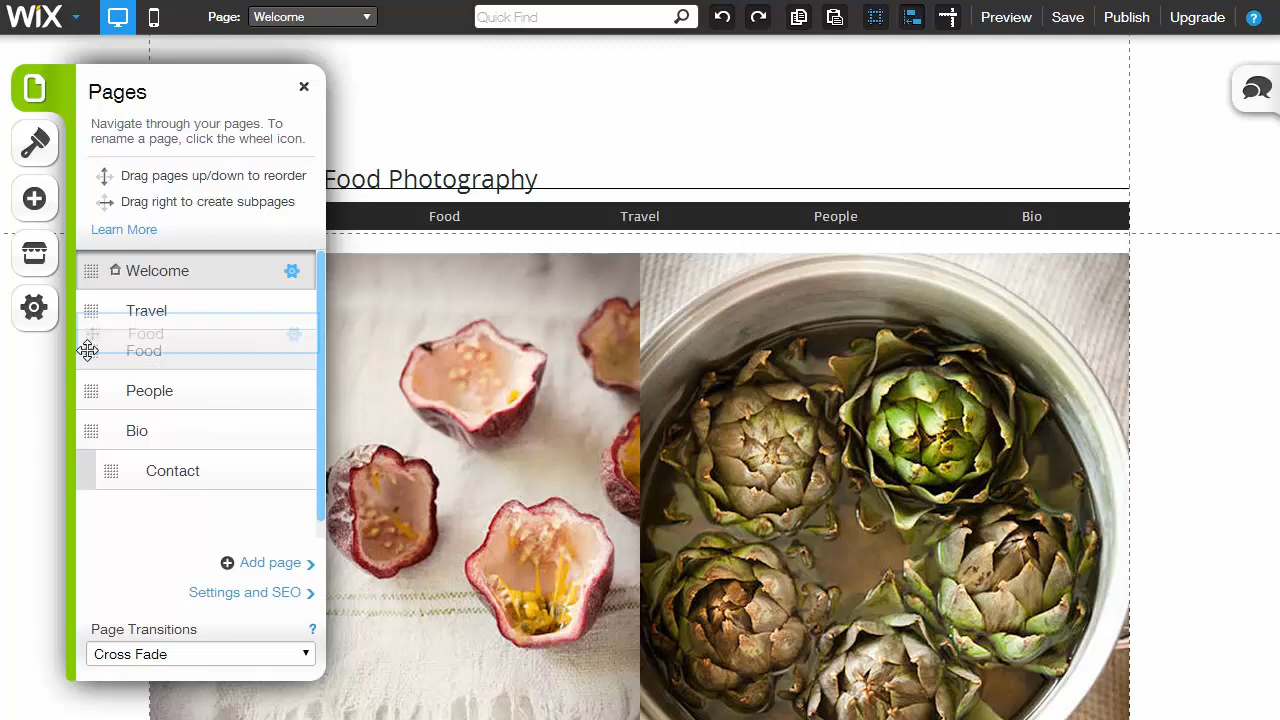 WiX
Page:
Welcome
Quick Find
Preview
Save
Publish
Upgrade
?
Pages
Navigate through your pages. To
rename a page, click the wheel icon.
Drag pages up/down to reorder
Drag right to create subpages
Learn More
Welcome
Travel
Food
Food
People
Bio
Contact
Add page
Settings and SEO
Page Transitions
?
Cross Fade
Food Photography
Food
Travel
People
Bio